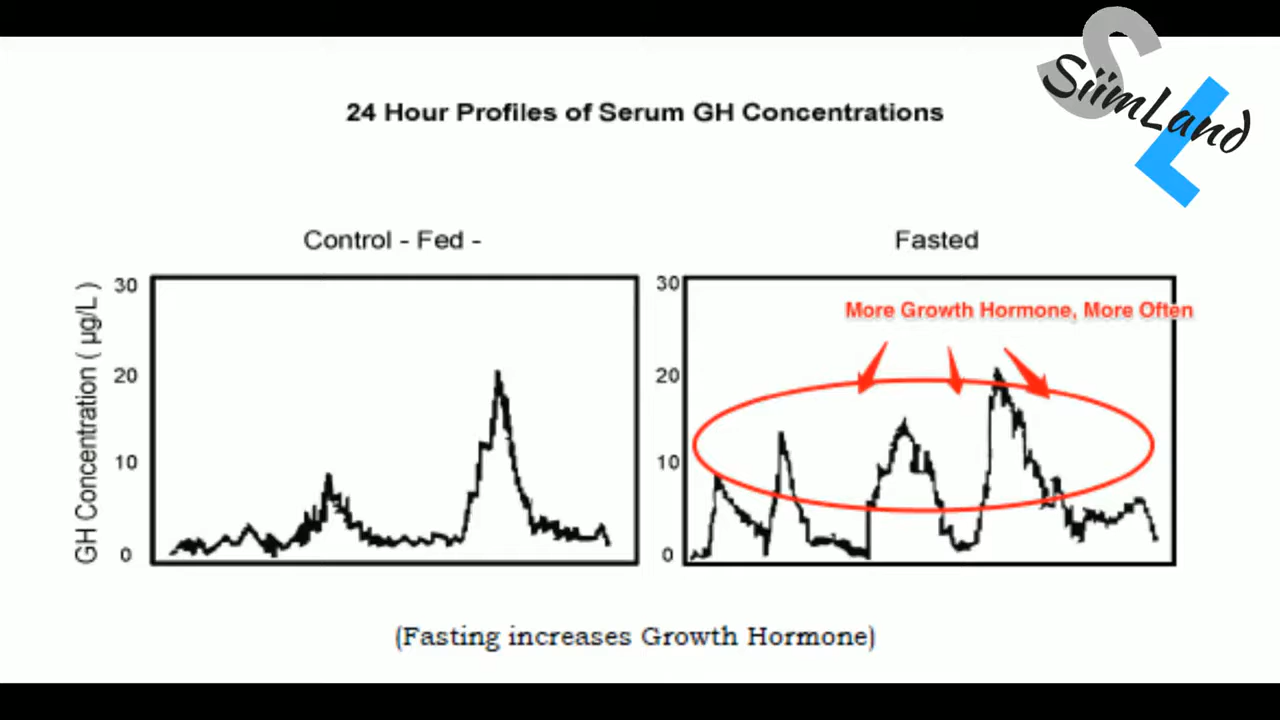 SiimLand
24 Hour Profiles of Serum GH Concentrations
Control - Fed -
Fasted
GH Concentration ( µg/L )
30
20
10
0
30
20
10
0
More Growth Hormone, More Often
(Fasting increases Growth Hormone)